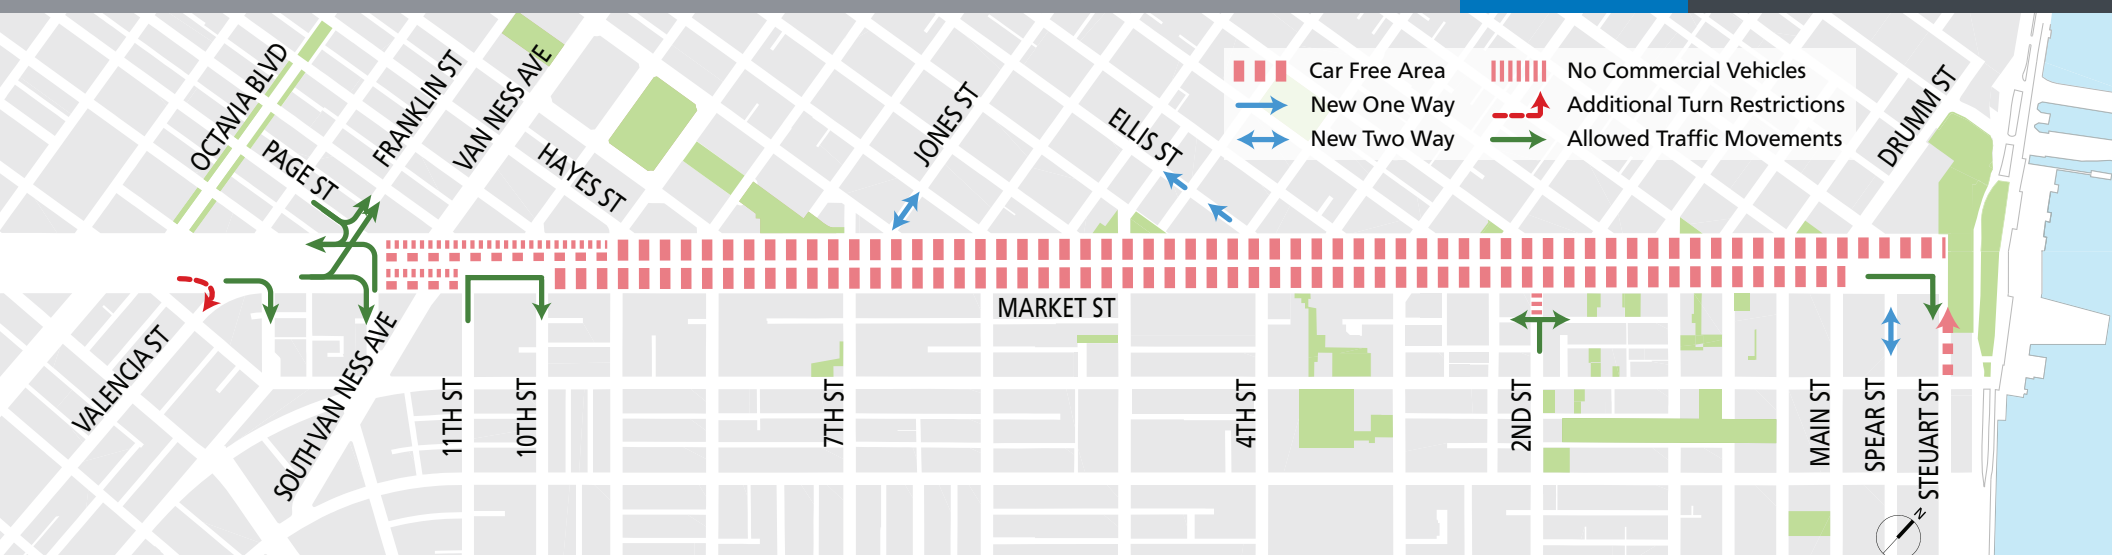 OCTAVIA BLVD
PAGE ST
FRANKLIN ST
VAN NESS AVE
HAYES ST
JONES ST
ELLIS ST
Car Free Area
New One Way
New Two Way
No Commercial Vehicles
Additional Turn Restrictions
Allowed Traffic Movements
DRUMM ST
MARKET ST
VALENCIA ST
SOUTH VAN NESS AVE
11TH ST
10TH ST
7TH ST
4TH ST
2ND ST
MAIN ST
SPEAR ST
STEUART ST
N